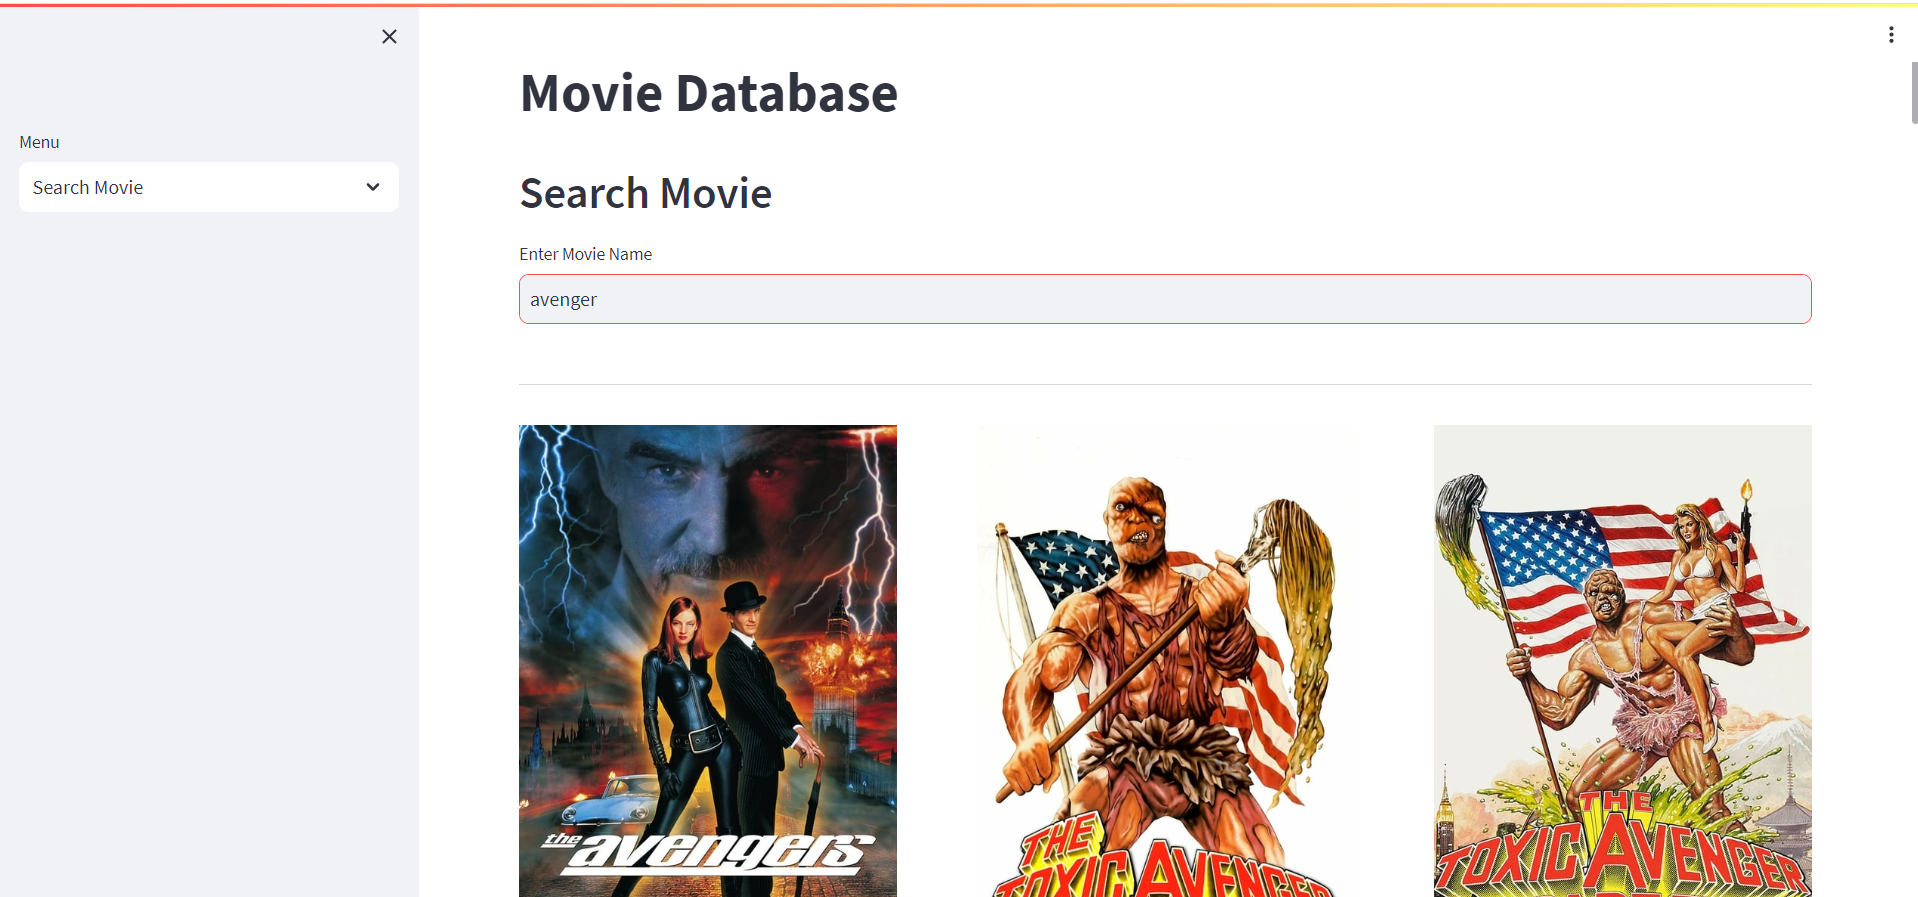 Menu
Search Movie
Movie Database
Search Movie
Enter Movie Name
avenger
the avengers
THE
TOXIC AVENGER
THE
TOXIC AVENGER